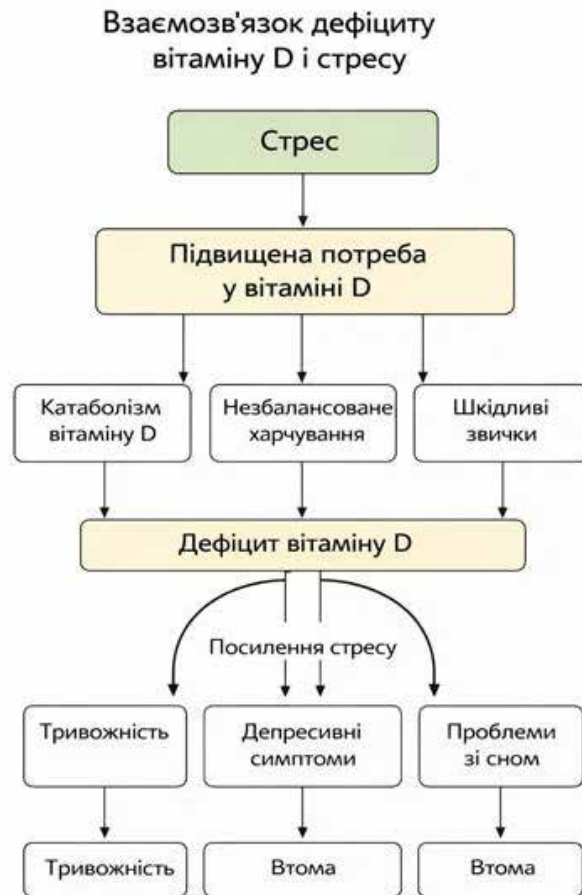 Взаємозв'язок дефіциту
вітаміну D і стресу
Стрес
Підвищена потреба
у вітаміні D
Катаболізм
вітаміну D
Незбалансоване
харчування
Шкідливі
звички
Дефіцит вітаміну D
Посилення стресу
Тривожність
Депресивні
симптоми
Проблеми
зі сном
Тривожність
Втома
Втома